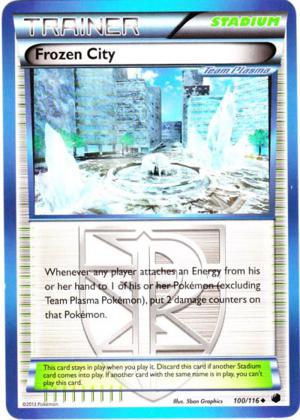 TRAINER
STADIUM
Frozen City
Team Plasma
Whenever any player attaches an Energy from his
or her hand to 1 of his or her Pokémon (excluding
Team Plasma Pokémon), put 2 damage counters on
that Pokémon.
This card stays in play when you play it. Discard this card if another Stadium
card comes into play. If another card with the same name is in play, you can't
play this card.
©2013 Pokémon
Illus. 5ban Graphics
100/116